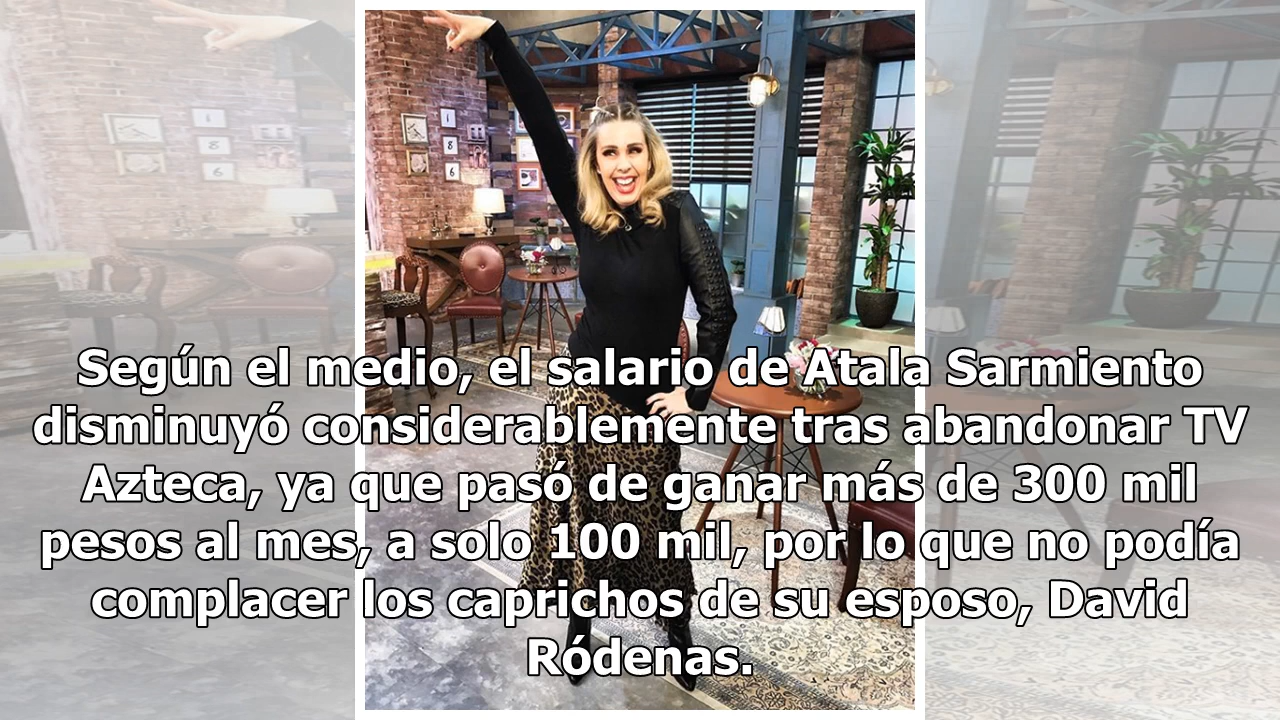 Según el medio, el salario de Atala Sarmiento
disminuyó considerablemente tras abandonar TV
Azteca, ya que pasó de ganar más de 300 mil
pesos al mes, a solo 100 mil, por lo que no podía
complacer los caprichos de su esposo, David
Ródenas.